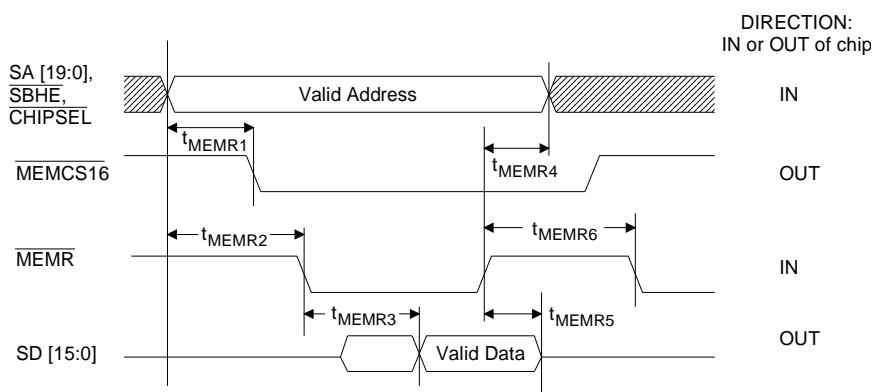 DIRECTION:
IN or OUT of chip
SA [19:0],
SBHE,
CHIPSEL
Valid Address
IN
tMEMR1
tMEMR4
MEMCS16
OUT
tMEMR2
tMEMR6
MEMR
IN
tMEMR3
tMEMR5
OUT
SD [15:0]
Valid Data